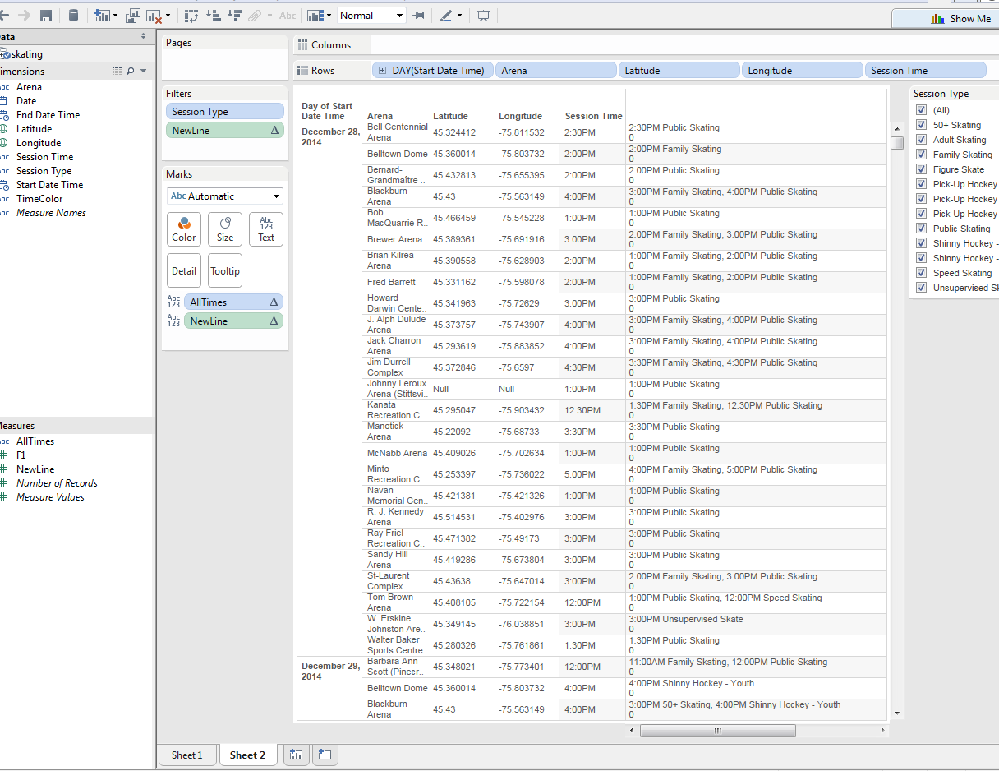 Abc
Normal
Show Me
Data
skating
Dimensions
Abc Arena
Date
End Date Time
Latitude
Longitude
Abc Session Time
Abc Session Type
Start Date Time
Abc TimeColor
Abc Measure Names
Measures
Abc AllTimes
# F1
# NewLine
# Number of Records
# Measure Values
Pages
Filters
Session Type
NewLine Δ
Marks
Abc Automatic
Color
Size
Abc
123
Text
Detail
Tooltip
Abc
123
AllTimes Δ
Abc
123
NewLine Δ
Columns
Rows
DAY(Start Date Time)
Arena
Latitude
Longitude
Session Time
Day of Start
Date Time Arena Latitude Longitude Session Time
December 28,
2014
Bell Centennial
Arena 45.324412 -75.811532 2:30PM 2:30PM Public Skating
0
Belltown Dome 45.360014 -75.803732 2:00PM 2:00PM Family Skating
0
Bernard-
Grandmaître .. 45.432813 -75.655395 2:00PM 2:00PM Public Skating
0
Blackburn
Arena 45.43 -75.563149 4:00PM 3:00PM Family Skating, 4:00PM Public Skating
0
Bob
MacQuarrie R.. 45.466459 -75.545228 1:00PM 1:00PM Public Skating
0
Brewer Arena 45.389361 -75.691916 3:00PM 2:00PM Family Skating, 3:00PM Public Skating
0
Brian Kilrea
Arena 45.390558 -75.628903 2:00PM 1:00PM Family Skating, 2:00PM Public Skating
0
Fred Barrett 45.331162 -75.598078 2:00PM 1:00PM Family Skating, 2:00PM Public Skating
0
Howard
Darwin Cente.. 45.341963 -75.72629 3:00PM 3:00PM Public Skating
0
J. Alph Dulude
Arena 45.373757 -75.743907 4:00PM 3:00PM Family Skating, 4:00PM Public Skating
0
Jack Charron
Arena 45.293619 -75.883852 4:00PM 3:00PM Family Skating, 4:00PM Public Skating
0
Jim Durrell
Complex 45.372846 -75.6597 4:30PM 3:30PM Family Skating, 4:30PM Public Skating
0
Johnny Leroux
Arena (Stittsvi.. Null Null 1:00PM 1:00PM Public Skating
0
Kanata
Recreation C.. 45.295047 -75.903432 12:30PM 1:30PM Family Skating, 12:30PM Public Skating
0
Manotick
Arena 45.22092 -75.68733 3:30PM 3:30PM Public Skating
0
McNabb Arena 45.409026 -75.702634 1:00PM 1:00PM Public Skating
0
Minto
Recreation C.. 45.253397 -75.736022 5:00PM 4:00PM Family Skating, 5:00PM Public Skating
0
Navan
Memorial Cen.. 45.421381 -75.421326 1:00PM 1:00PM Public Skating
0
R. J. Kennedy
Arena 45.514531 -75.402976 3:00PM 3:00PM Public Skating
0
Ray Friel
Recreation C.. 45.471382 -75.49173 3:00PM 3:00PM Public Skating
0
Sandy Hill
Arena 45.419286 -75.673804 3:00PM 3:00PM Public Skating
0
St-Laurent
Complex 45.43638 -75.647014 3:00PM 2:00PM Family Skating, 3:00PM Public Skating
0
Tom Brown
Arena 45.408105 -75.722154 12:00PM 1:00PM Public Skating, 12:00PM Speed Skating
0
W. Erskine
Johnston Are.. 45.349145 -76.038851 3:00PM 3:00PM Unsupervised Skate
0
Walter Baker
Sports Centre 45.280326 -75.761861 1:30PM 1:30PM Public Skating
0
December 29,
2014
Barbara Ann
Scott (Pinecr.. 45.348021 -75.773401 12:00PM 11:00AM Family Skating, 12:00PM Public Skating
0
Belltown Dome 45.360014 -75.803732 4:00PM 4:00PM Shinny Hockey - Youth
0
Blackburn
Arena 45.43 -75.563149 4:00PM 3:00PM 50+ Skating, 4:00PM Shinny Hockey - Youth
0
Session Type
(All)
50+ Skating
Adult Skating
Family Skating
Figure Skate
Pick-Up Hockey
Pick-Up Hockey
Pick-Up Hockey
Public Skating
Shinny Hockey -
Shinny Hockey -
Speed Skating
Unsupervised Sk
Sheet 1
Sheet 2